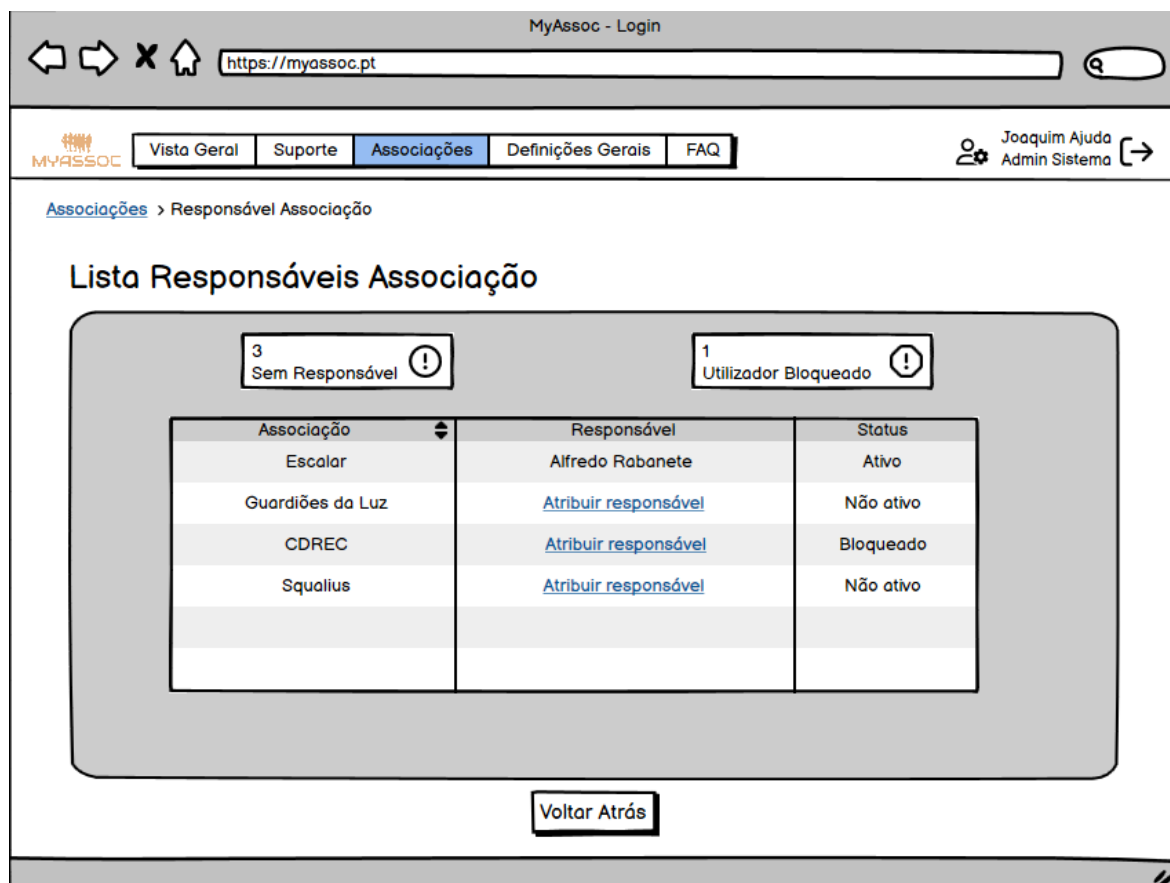 MyAssoc - Login
https://myassoc.pt
MYASSOC
Vista Geral Suporte Associações Definições Gerais FAQ
Joaquim Ajuda
Admin Sistema
Associações > Responsável Associação
Lista Responsáveis Associação
3
Sem Responsável
1
Utilizador Bloqueado
Associação Responsável Status
Escalar Alfredo Rabanete Ativo
Guardiões da Luz Atribuir responsável Não ativo
CDREC Atribuir responsável Bloqueado
Squalius Atribuir responsável Não ativo
Voltar Atrás